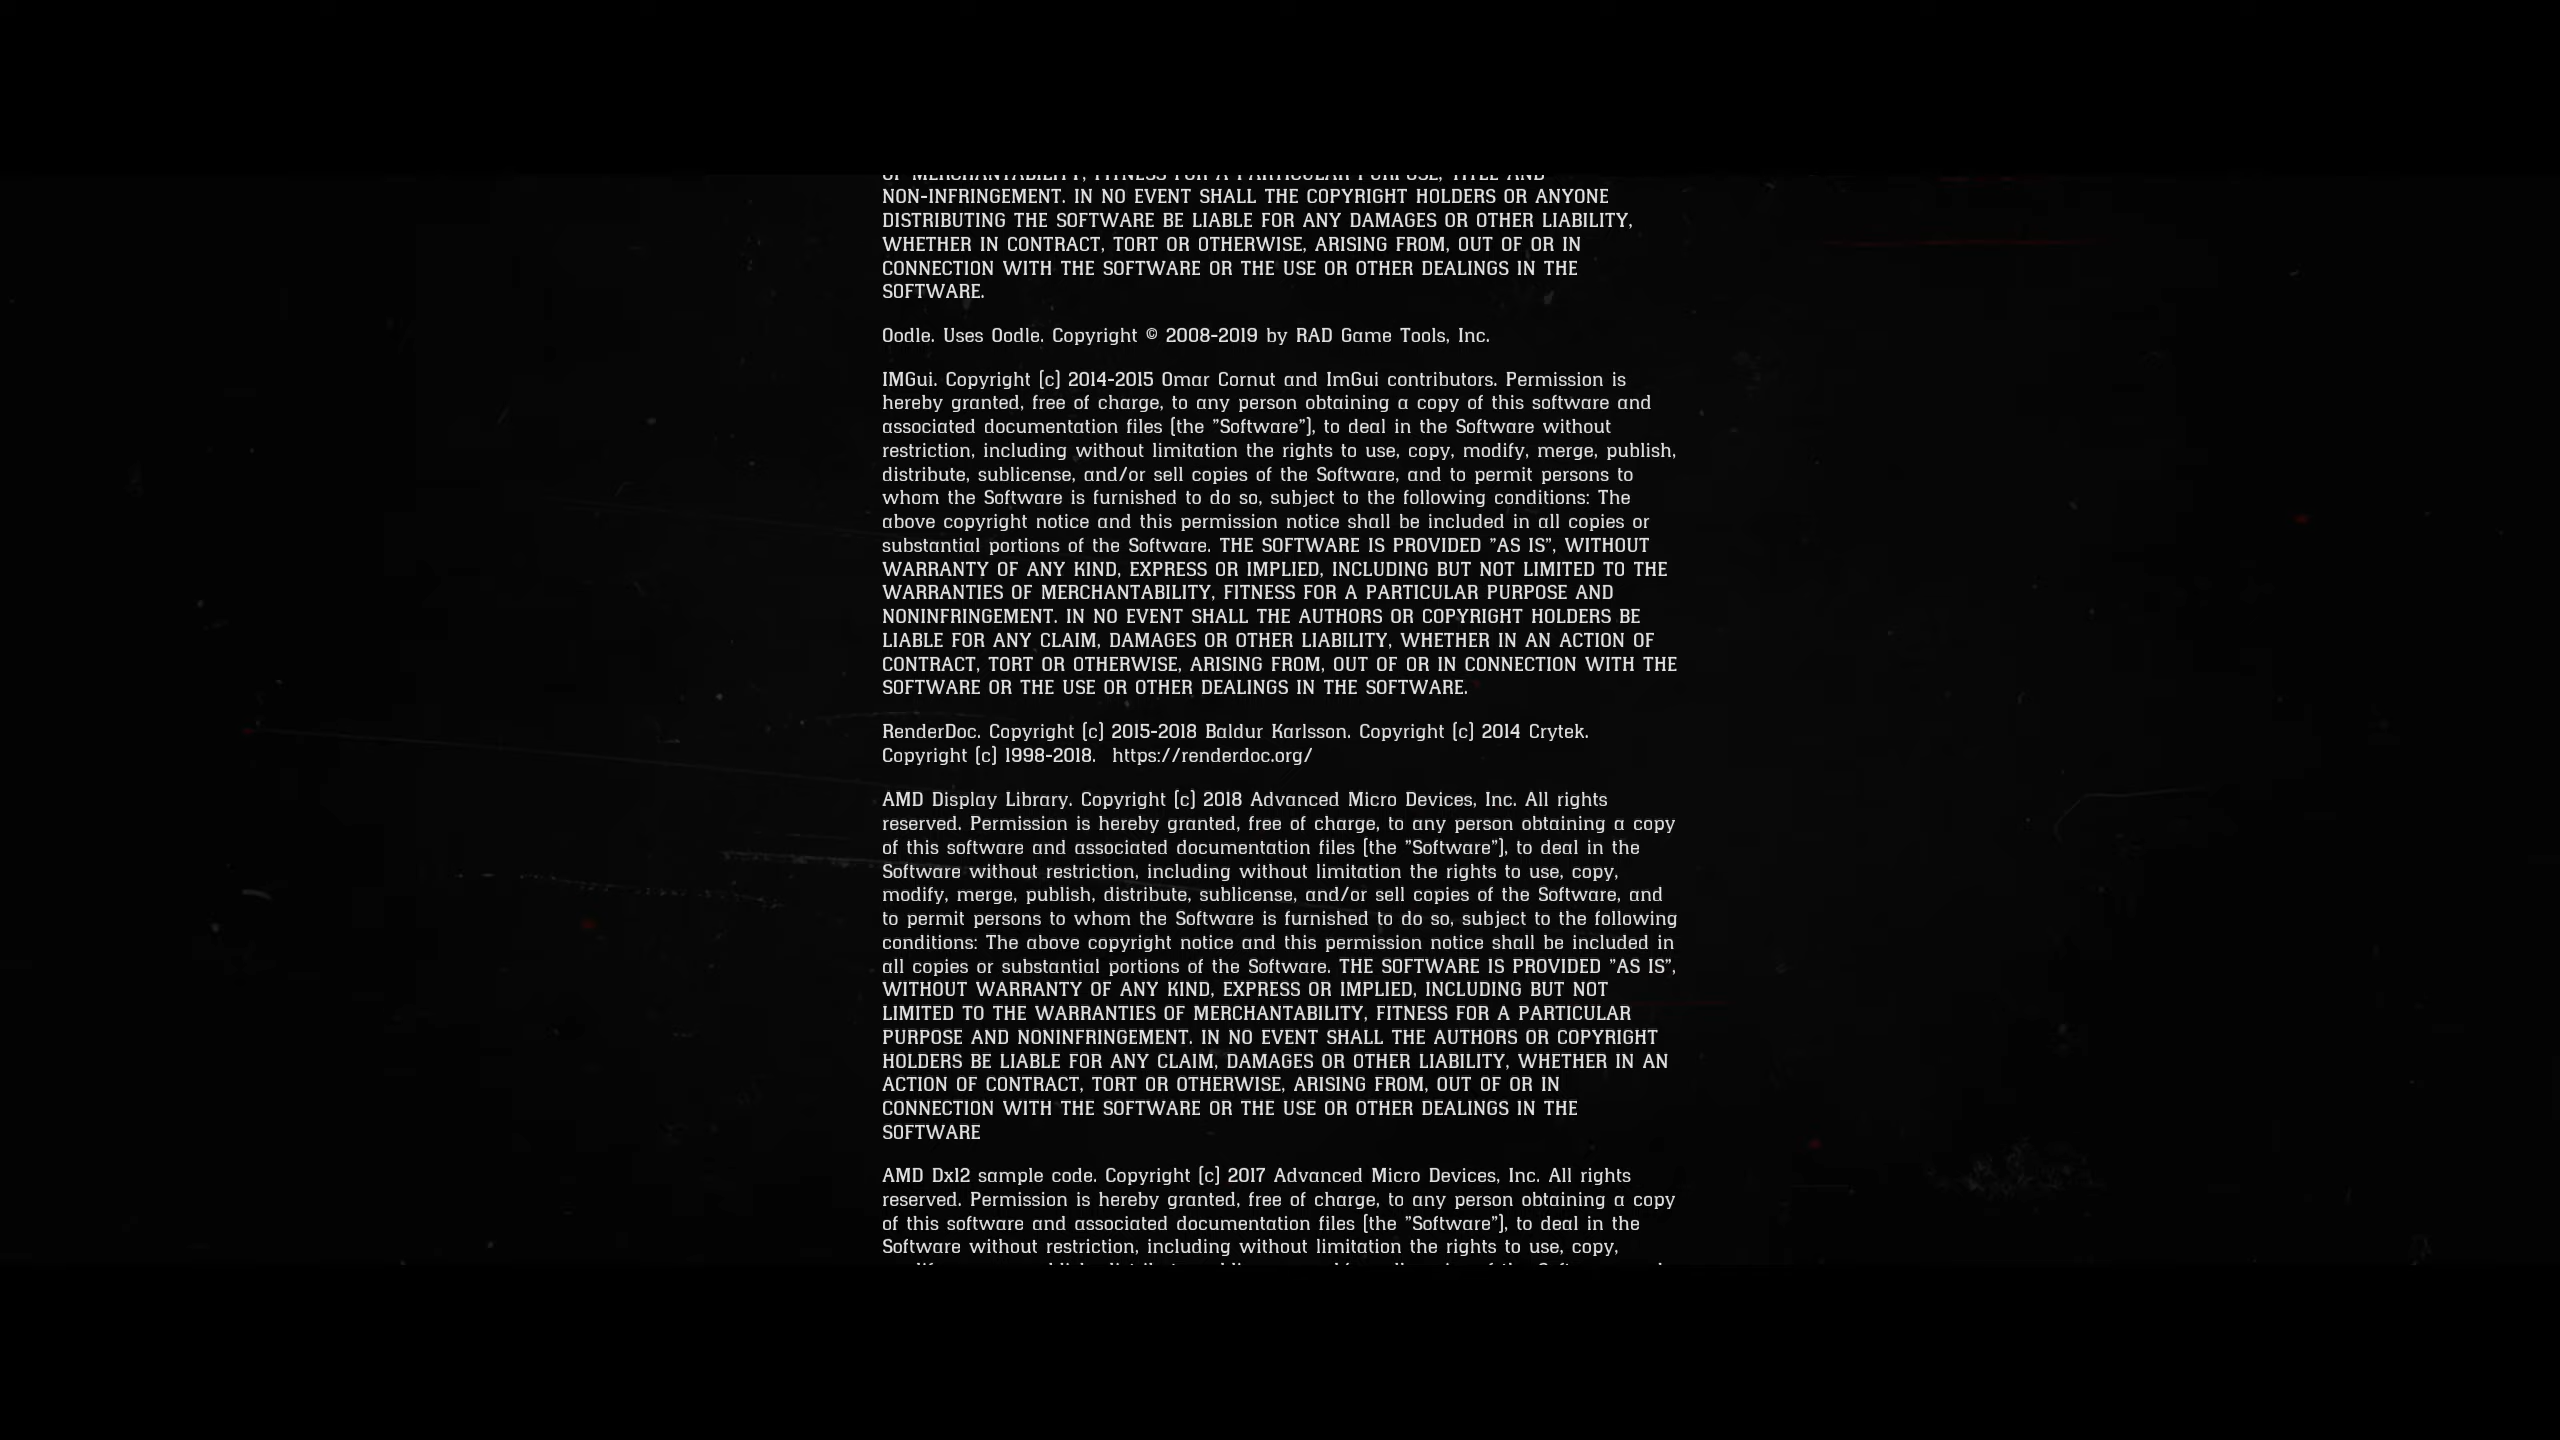 OF MERCHANTABILITY, FITNESS FOR A PARTICULAR PURPOSE, TITLE AND
NON-INFRINGEMENT. IN NO EVENT SHALL THE COPYRIGHT HOLDERS OR ANYONE
DISTRIBUTING THE SOFTWARE BE LIABLE FOR ANY DAMAGES OR OTHER LIABILITY,
WHETHER IN CONTRACT, TORT OR OTHERWISE, ARISING FROM, OUT OF OR IN
CONNECTION WITH THE SOFTWARE OR THE USE OR OTHER DEALINGS IN THE
SOFTWARE.
Oodle. Uses Oodle. Copyright © 2008-2019 by RAD Game Tools, Inc.
IMGui. Copyright (c) 2014-2015 Omar Cornut and ImGui contributors. Permission is
hereby granted, free of charge, to any person obtaining a copy of this software and
associated documentation files (the ”Software”), to deal in the Software without
restriction, including without limitation the rights to use, copy, modify, merge, publish,
distribute, sublicense, and/or sell copies of the Software, and to permit persons to
whom the Software is furnished to do so, subject to the following conditions: The
above copyright notice and this permission notice shall be included in all copies or
substantial portions of the Software. THE SOFTWARE IS PROVIDED ”AS IS”, WITHOUT
WARRANTY OF ANY KIND, EXPRESS OR IMPLIED, INCLUDING BUT NOT LIMITED TO THE
WARRANTIES OF MERCHANTABILITY, FITNESS FOR A PARTICULAR PURPOSE AND
NONINFRINGEMENT. IN NO EVENT SHALL THE AUTHORS OR COPYRIGHT HOLDERS BE
LIABLE FOR ANY CLAIM, DAMAGES OR OTHER LIABILITY, WHETHER IN AN ACTION OF
CONTRACT, TORT OR OTHERWISE, ARISING FROM, OUT OF OR IN CONNECTION WITH THE
SOFTWARE OR THE USE OR OTHER DEALINGS IN THE SOFTWARE.
RenderDoc. Copyright (c) 2015-2018 Baldur Karlsson. Copyright (c) 2014 Crytek.
Copyright (c) 1998-2018. https://renderdoc.org/
AMD Display Library. Copyright (c) 2018 Advanced Micro Devices, Inc. All rights
reserved. Permission is hereby granted, free of charge, to any person obtaining a copy
of this software and associated documentation files (the ”Software”), to deal in the
Software without restriction, including without limitation the rights to use, copy,
modify, merge, publish, distribute, sublicense, and/or sell copies of the Software, and
to permit persons to whom the Software is furnished to do so, subject to the following
conditions: The above copyright notice and this permission notice shall be included in
all copies or substantial portions of the Software. THE SOFTWARE IS PROVIDED ”AS IS”,
WITHOUT WARRANTY OF ANY KIND, EXPRESS OR IMPLIED, INCLUDING BUT NOT
LIMITED TO THE WARRANTIES OF MERCHANTABILITY, FITNESS FOR A PARTICULAR
PURPOSE AND NONINFRINGEMENT. IN NO EVENT SHALL THE AUTHORS OR COPYRIGHT
HOLDERS BE LIABLE FOR ANY CLAIM, DAMAGES OR OTHER LIABILITY, WHETHER IN AN
ACTION OF CONTRACT, TORT OR OTHERWISE, ARISING FROM, OUT OF OR IN
CONNECTION WITH THE SOFTWARE OR THE USE OR OTHER DEALINGS IN THE
SOFTWARE
AMD Dx12 sample code. Copyright (c) 2017 Advanced Micro Devices, Inc. All rights
reserved. Permission is hereby granted, free of charge, to any person obtaining a copy
of this software and associated documentation files (the ”Software”), to deal in the
Software without restriction, including without limitation the rights to use, copy,